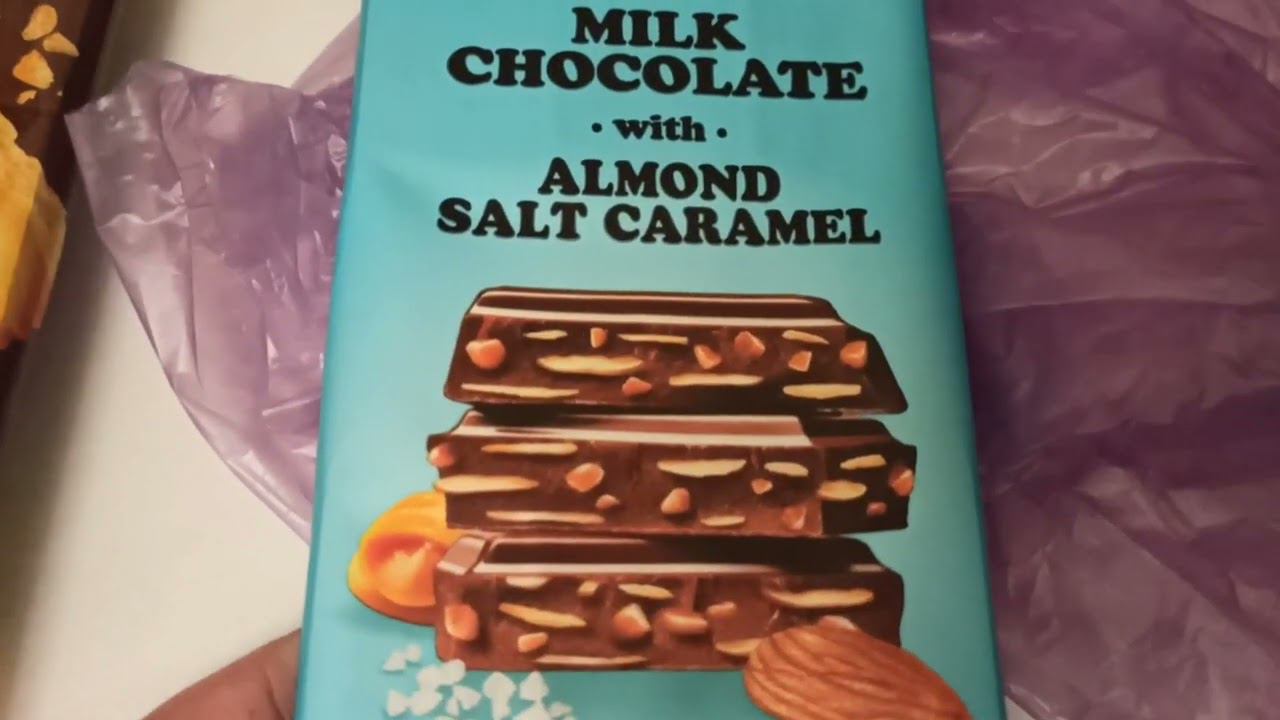 MILK
CHOCOLATE
• with •
ALMOND
SALT CARAMEL